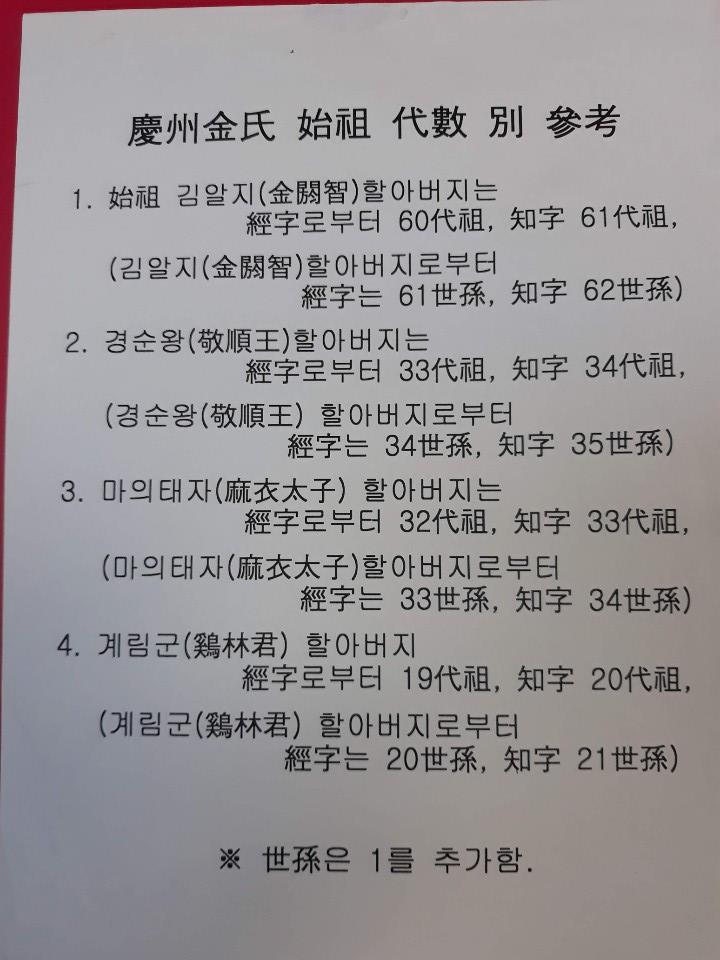 慶州金氏 始祖 代數 別 參考
1. 始祖 김알지(金閼智)할아버지는
經字로부터 60代祖, 知字 61代祖,
(김알지(金閼智)할아버지로부터
經字는 61世孫, 知字 62世孫)
2. 경순왕(敬順王)할아버지는
經字로부터 33代祖, 知字 34代祖,
(경순왕(敬順王) 할아버지로부터
經字는 34世孫, 知字 35世孫)
3. 마의태자(麻衣太子) 할아버지는
經字로부터 32代祖, 知字 33代祖,
(마의태자(麻衣太子)할아버지로부터
經字는 33世孫, 知字 34世孫)
4. 계림군(鷄林君) 할아버지
經字로부터 19代祖, 知字 20代祖,
(계림군(鷄林君) 할아버지로부터
經字는 20世孫, 知字 21世孫)
※ 世孫은 1를 추가함.